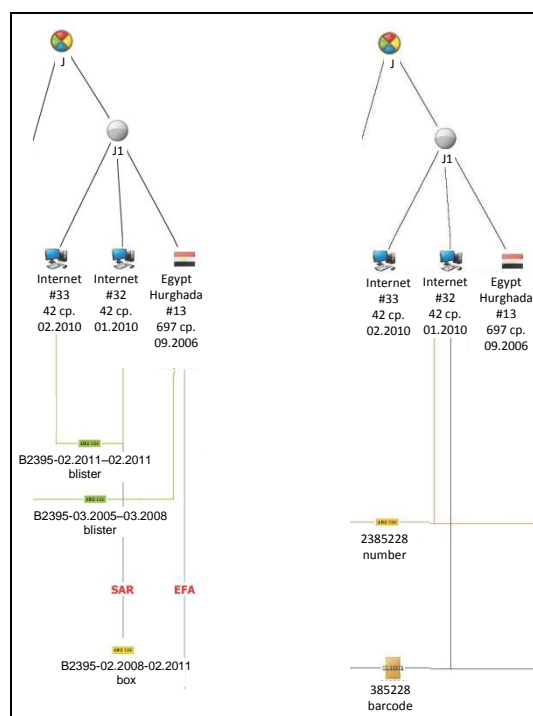 J
J1
Internet
#33
42 cp.
02.2010
Internet
#32
42 cp.
01.2010
Egypt
Hurghada
#13
697 cp.
09.2006
B2395-02.2011–02.2011
blister
B2395-03.2005–03.2008
blister
SAR
EFA
B2395-02.2008-02.2011
box
J
J1
Internet
#33
42 cp.
02.2010
Internet
#32
42 cp.
01.2010
Egypt
Hurghada
#13
697 cp.
09.2006
2385228
number
385228
barcode